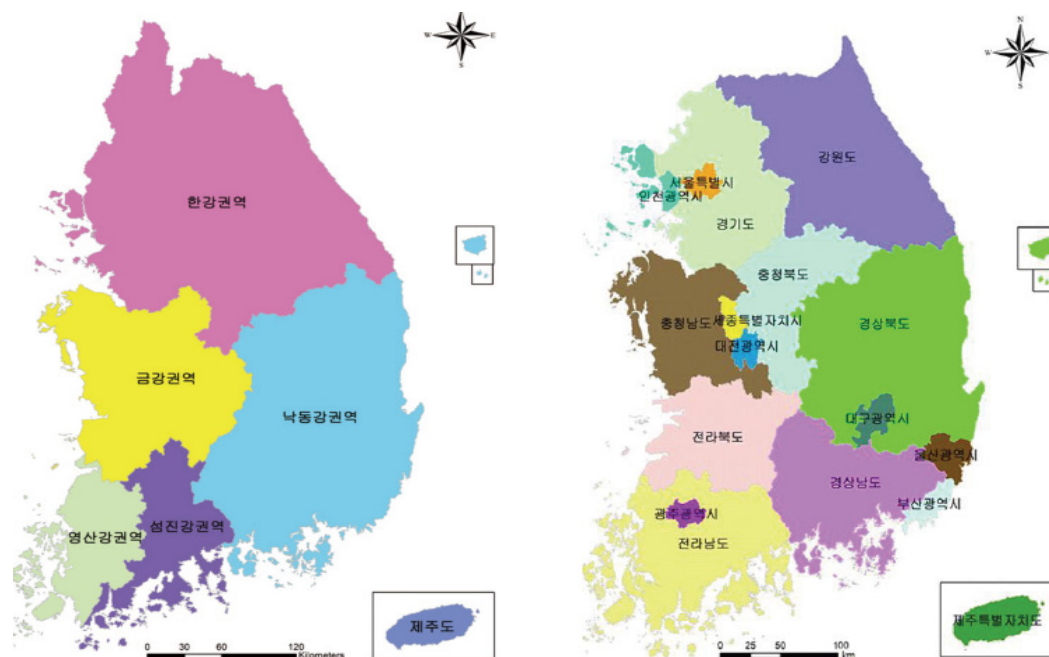 W E
S
한강권역
금강권역
낙동강권역
영산강권역
섬진강권역
제주도
0 30 60 120
Kilometers
N
W E
S
강원도
서울특별시
인천광역시
경기도
충청북도
충청남도
세종특별자치시
경상북도
대전광역시
대구광역시
전라북도
울산광역시
경상남도
부산광역시
광주광역시
전라남도
제주특별자치도
0 25 50 100
km